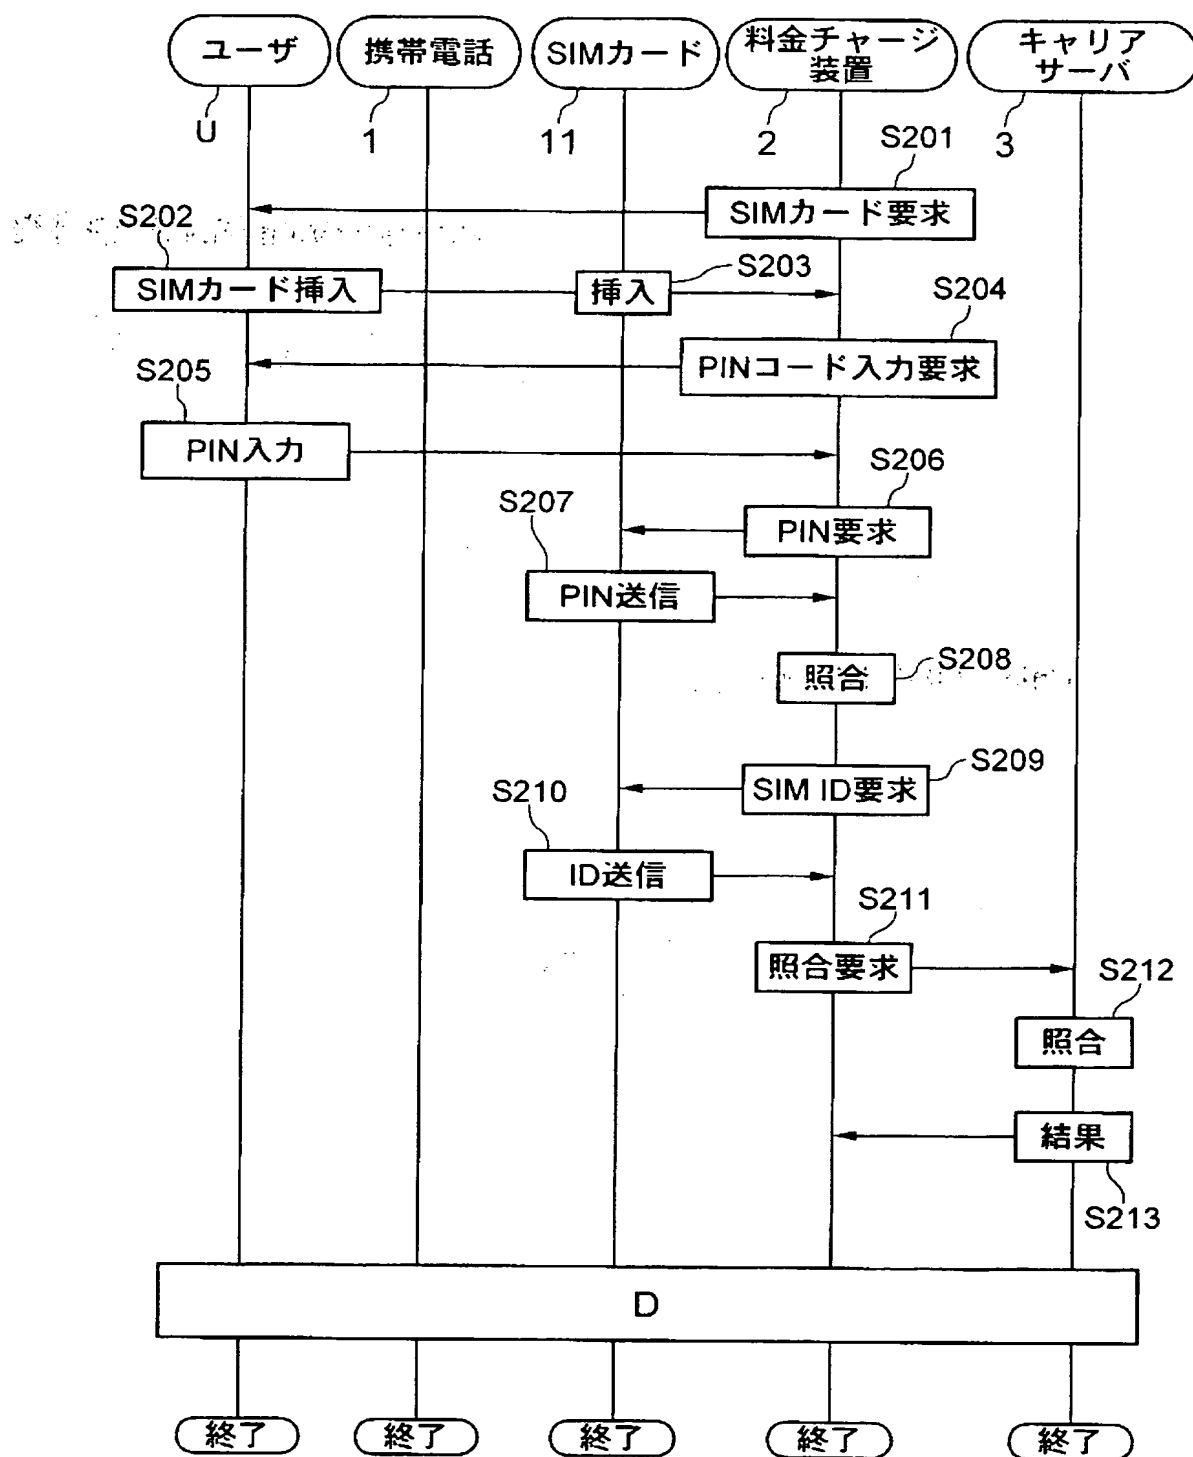 ユーザ
携帯電話
SIMカード
料金チャージ
装置
キャリア
サーバ
U
1
11
2
3
S201
SIMカード要求
S202
SIMカード挿入
S203
挿入
S204
PINコード入力要求
S205
PIN入力
S206
PIN要求
S207
PIN送信
S208
照合
S209
SIM ID要求
S210
ID送信
S211
照合要求
S212
照合
結果
S213
D
終了
終了
終了
終了
終了